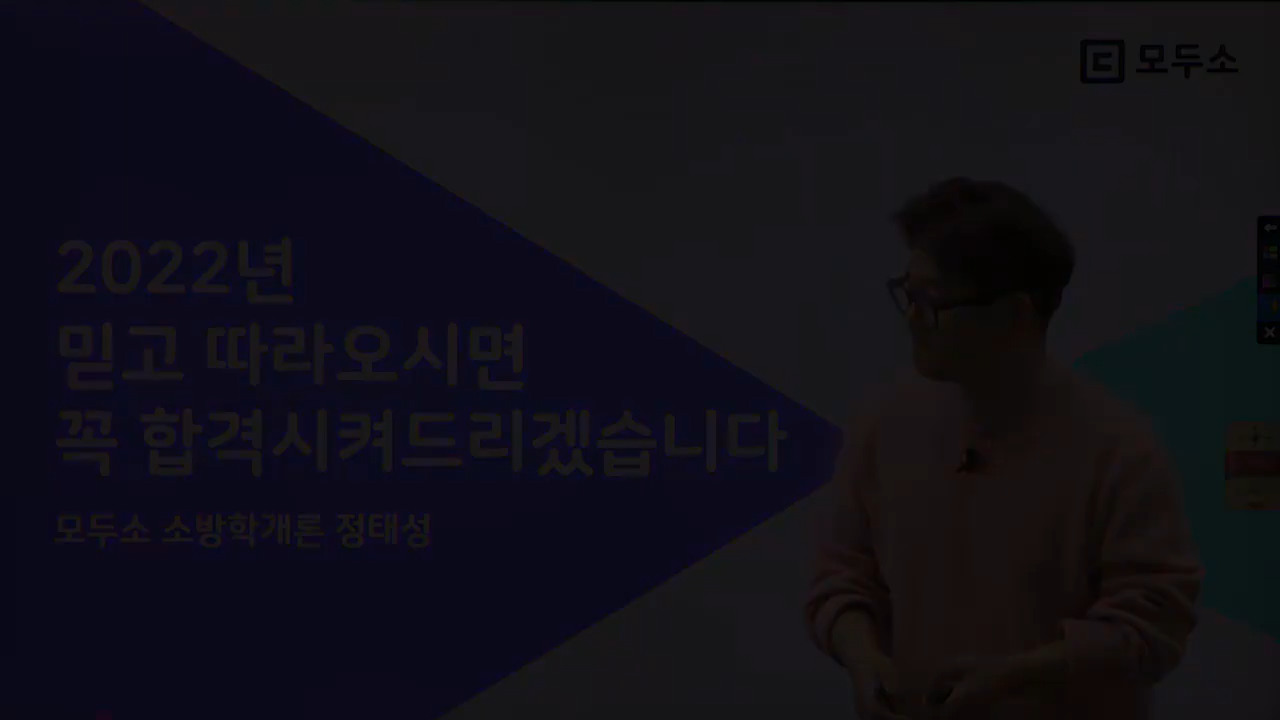 모두소
2022년
믿고 따라오시면
꼭 합격시켜드리겠습니다
모두소 소방학개론 정태성